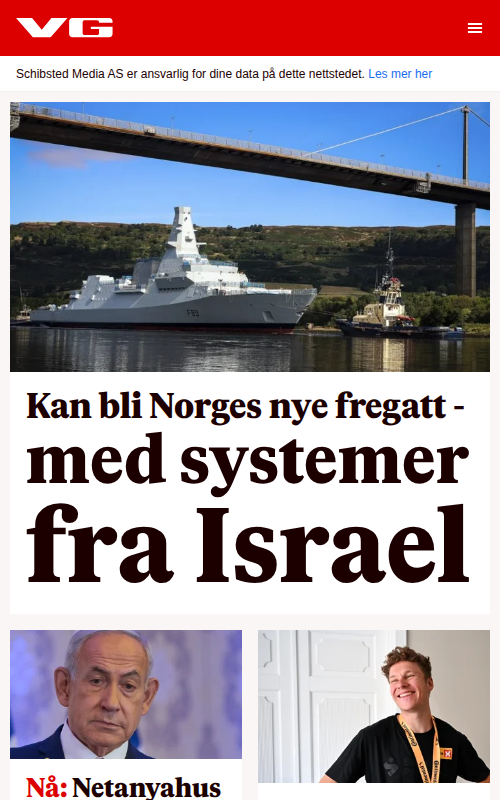 VG
Schibsted Media AS er ansvarlig for dine data på dette nettstedet. Les mer her
F89
Kan bli Norges nye fregatt -
med systemer
fra Israel
Nå: Netanyahus